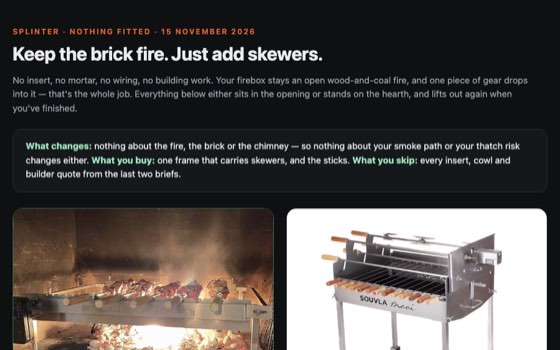 SPLINTER · NOTHING FITTED · 15 NOVEMBER 2026
Keep the brick fire. Just add skewers.
No insert, no mortar, no wiring, no building work. Your firebox stays an open wood-and-coal fire, and one piece of gear drops
into it — that's the whole job. Everything below either sits in the opening or stands on the hearth, and lifts out again when
you've finished.
What changes: nothing about the fire, the brick or the chimney — so nothing about your smoke path or your thatch risk
changes either. What you buy: one frame that carries skewers, and the sticks. What you skip: every insert, cowl and
builder quote from the last two briefs.
SOUVLA